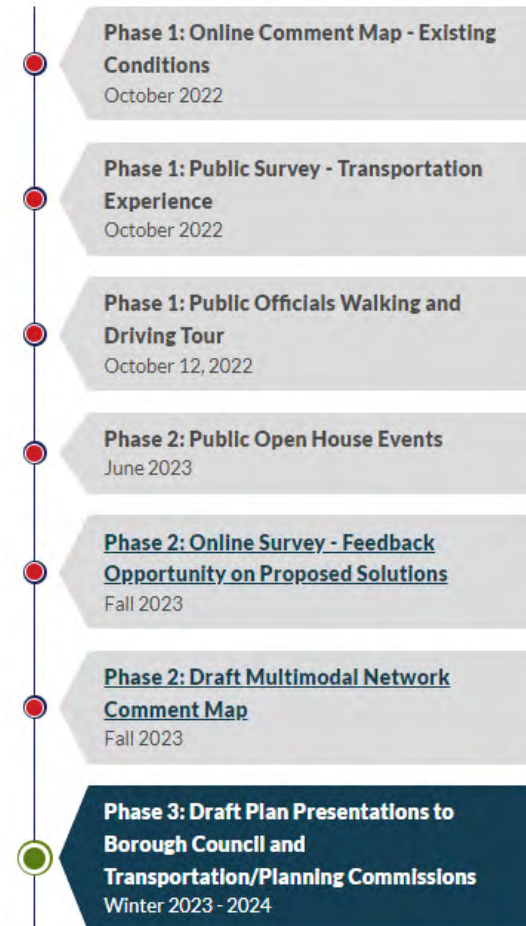 Phase 1: Online Comment Map - Existing
Conditions
October 2022
Phase 1: Public Survey - Transportation
Experience
October 2022
Phase 1: Public Officials Walking and
Driving Tour
October 12, 2022
Phase 2: Public Open House Events
June 2023
Phase 2: Online Survey - Feedback
Opportunity on Proposed Solutions
Fall 2023
Phase 2: Draft Multimodal Network
Comment Map
Fall 2023
Phase 3: Draft Plan Presentations to
Borough Council and
Transportation/Planning Commissions
Winter 2023 - 2024